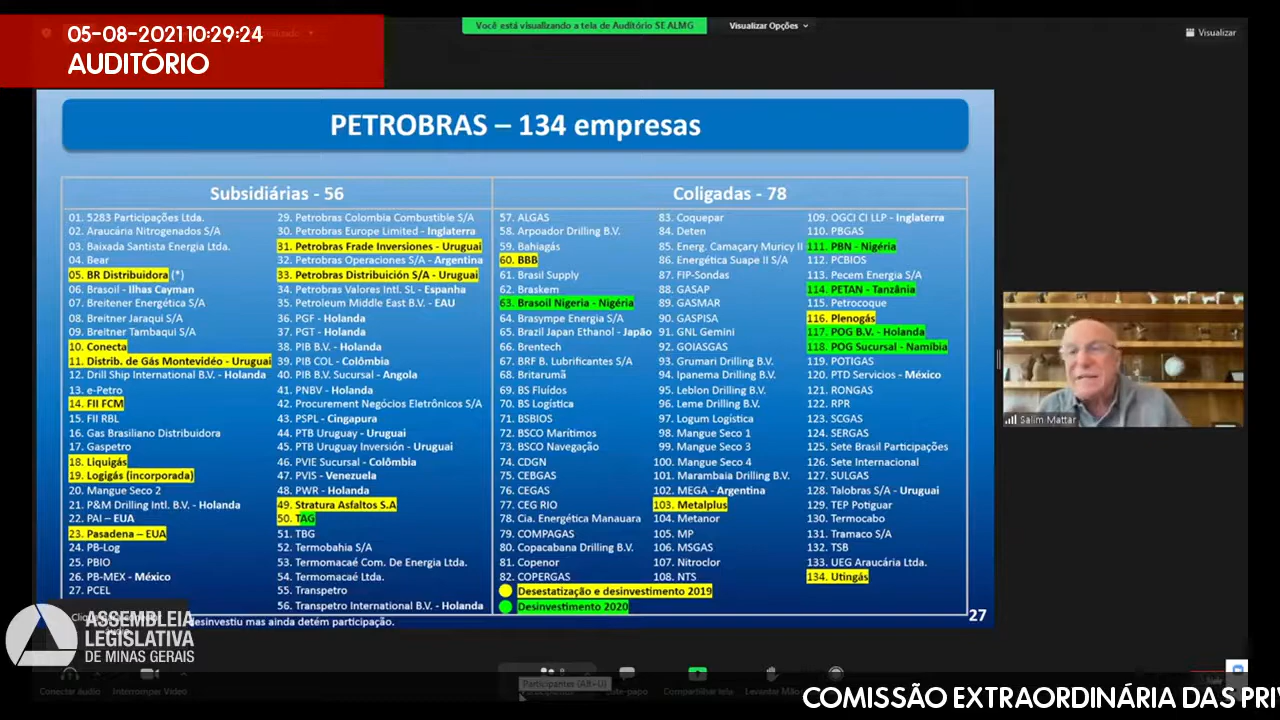 05-08-2021 10:29:24
AUDITÓRIO
Você está visualizando a tela de Auditório SE ALMG
Visualizar Opções
Visualizar
PETROBRAS – 134 empresas
Subsidiárias - 56
01. 5283 Participações Ltda.
02. Araucária Nitrogenados S/A
03. Baixada Santista Energia Ltda.
04. Bear
05. BR Distribuidora (*)
06. Brasoil - Ilhas Cayman
07. Breitener Energética S/A
08. Breitner Jaraqui S/A
09. Breitner Tambaqui S/A
10. Conecta
11. Distrib. de Gás Montevidéo - Uruguai
12. Drill Ship International B.V. - Holanda
13. e-Petro
14. FII FCM
15. FII RBL
16. Gas Brasiliano Distribuidora
17. Gaspetro
18. Liquigás
19. Logigás (incorporada)
20. Mangue Seco 2
21. P&M Drilling Intl. B.V. - Holanda
22. PAI – EUA
23. Pasadena – EUA
24. PB-Log
25. PBIO
26. PB-MEX - México
27. PCEL
29. Petrobras Colombia Combustible S/A
30. Petrobras Europe Limited - Inglaterra
31. Petrobras Frade Inversiones - Uruguai
32. Petrobras Operaciones S/A - Argentina
33. Petrobras Distribuición S/A - Uruguai
34. Petrobras Valores Intl. SL - Espanha
35. Petroleum Middle East B.V. - EAU
36. PGF - Holanda
37. PGT - Holanda
38. PIB B.V. - Holanda
39. PIB COL - Colômbia
40. PIB B.V. Sucursal - Angola
41. PNBV - Holanda
42. Procurement Negócios Eletrônicos S/A
43. PSPL - Cingapura
44. PTB Uruguay - Uruguai
45. PTB Uruguay Inversión - Uruguai
46. PVIE Sucursal - Colômbia
47. PVIS - Venezuela
48. PWR - Holanda
49. Stratura Asfaltos S.A
50. TAG
51. TBG
52. Termobahia S/A
53. Termomacaé Com. De Energia Ltda.
54. Termomacaé Ltda.
55. Transpetro
56. Transpetro International B.V. - Holanda
Coligadas - 78
57. ALGAS
58. Arpoador Drilling B.V.
59. Bahiagás
60. BBB
61. Brasil Supply
62. Braskem
63. Brasoil Nigeria - Nigéria
64. Brasympe Energia S/A
65. Brazil Japan Ethanol - Japão
66. Brentech
67. BRF B. Lubrificantes S/A
68. Britarumã
69. BS Fluídos
70. BS Logística
71. BSBIOS
72. BSCO Marítimos
73. BSCO Navegação
74. CDGN
75. CEBGAS
76. CEGAS
77. CEG RIO
78. Cia. Energética Manauara
79. COMPAGAS
80. Copacabana Drilling B.V.
81. Copenor
82. COPERGAS
83. Coquepar
84. Deten
85. Energ. Camaçary Muricy II
86. Energética Suape II S/A
87. FIP-Sondas
88. GASAP
89. GASMAR
90. GASPISA
91. GNL Gemini
92. GOIASGAS
93. Grumari Drilling B.V.
94. Ipanema Drilling B.V.
95. Leblon Drilling B.V.
96. Leme Drilling B.V.
97. Logum Logística
98. Mangue Seco 1
99. Mangue Seco 3
100. Mangue Seco 4
101. Marambaia Drilling B.V.
102. MEGA - Argentina
103. Metalplus
104. Metanor
105. MP
106. MSGAS
107. Nitroclor
108. NTS
109. OGCI CI LLP - Inglaterra
110. PBGAS
111. PBN - Nigéria
112. PCBIOS
113. Pecem Energia S/A
114. PETAN - Tanzânia
115. Petrocoque
116. Plenogás
117. POG B.V. - Holanda
118. POG Sucursal - Namíbia
119. POTIGAS
120. PTD Servicios - México
121. RONGAS
122. RPR
123. SCGAS
124. SERGAS
125. Sete Brasil Participações
126. Sete Internacional
127. SULGAS
128. Talobras S/A - Uruguai
129. TEP Potiguar
130. Termocabo
131. Tramaco S/A
132. TSB
133. UEG Araucária Ltda.
134. Utingás
Desestatização e desinvestimento 2019
Desinvestimento 2020
desinvestiu mas ainda detém participação.
27
Salim Mattar
ASSEMBLEIA
LEGISLATIVA
DE MINAS GERAIS
Conectar áudio
Interromper Vídeo
Participantes (Alt+U)
Bate-papo
Compartilhar tela
Levantar Mão
COMISSÃO EXTRAORDINÁRIA DAS PRI